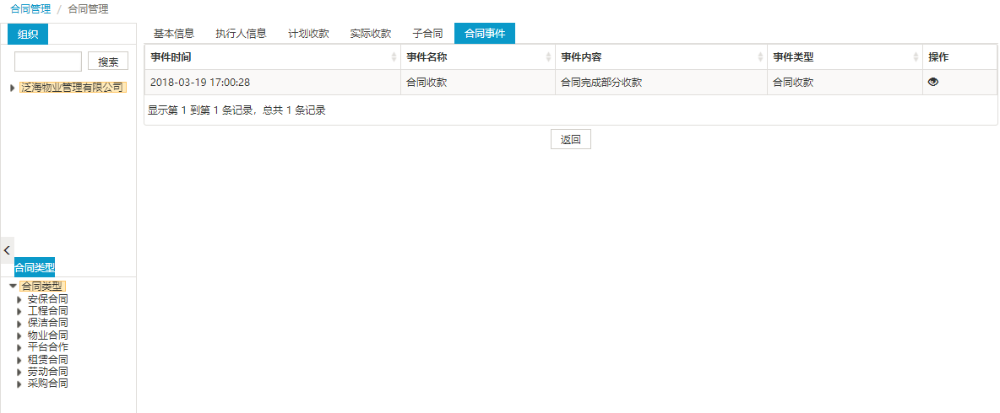 合同管理 / 合同管理
组织
搜索
泛海物业管理有限公司
合同类型
合同类型
安保合同
工程合同
保洁合同
物业合同
平台合作
租赁合同
劳动合同
采购合同
基本信息 执行人信息 计划收款 实际收款 子合同 合同事件
事件时间 事件名称 事件内容 事件类型 操作
2018-03-19 17:00:28 合同收款 合同完成部分收款 合同收款
显示第 1 到第 1 条记录，总共 1 条记录
返回